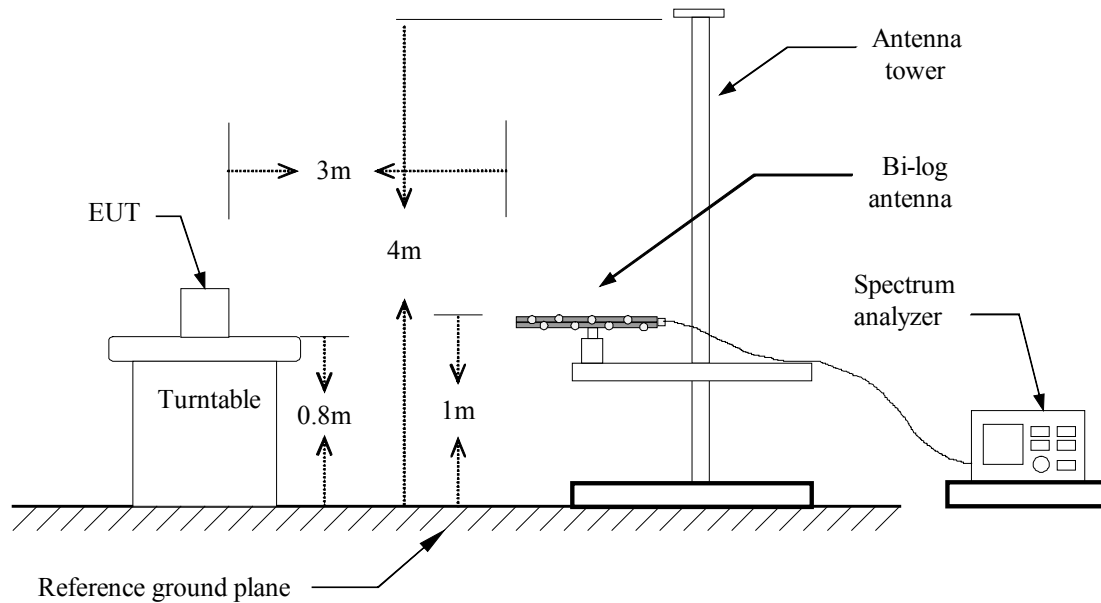 Antenna
tower
3m
Bi-log
antenna
EUT
4m
Spectrum
analyzer
Turntable
0.8m
1m
Reference ground plane